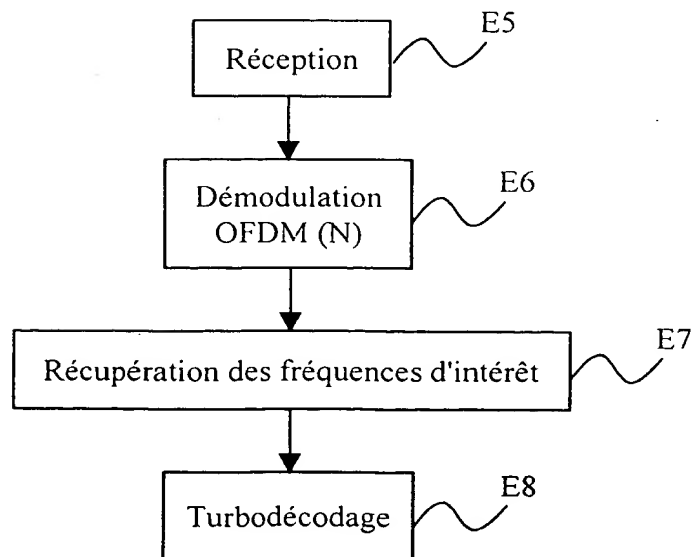 E5
Réception
E6
Démodulation
OFDM (N)
E7
Récupération des fréquences d'intérêt
E8
Turbodécodage